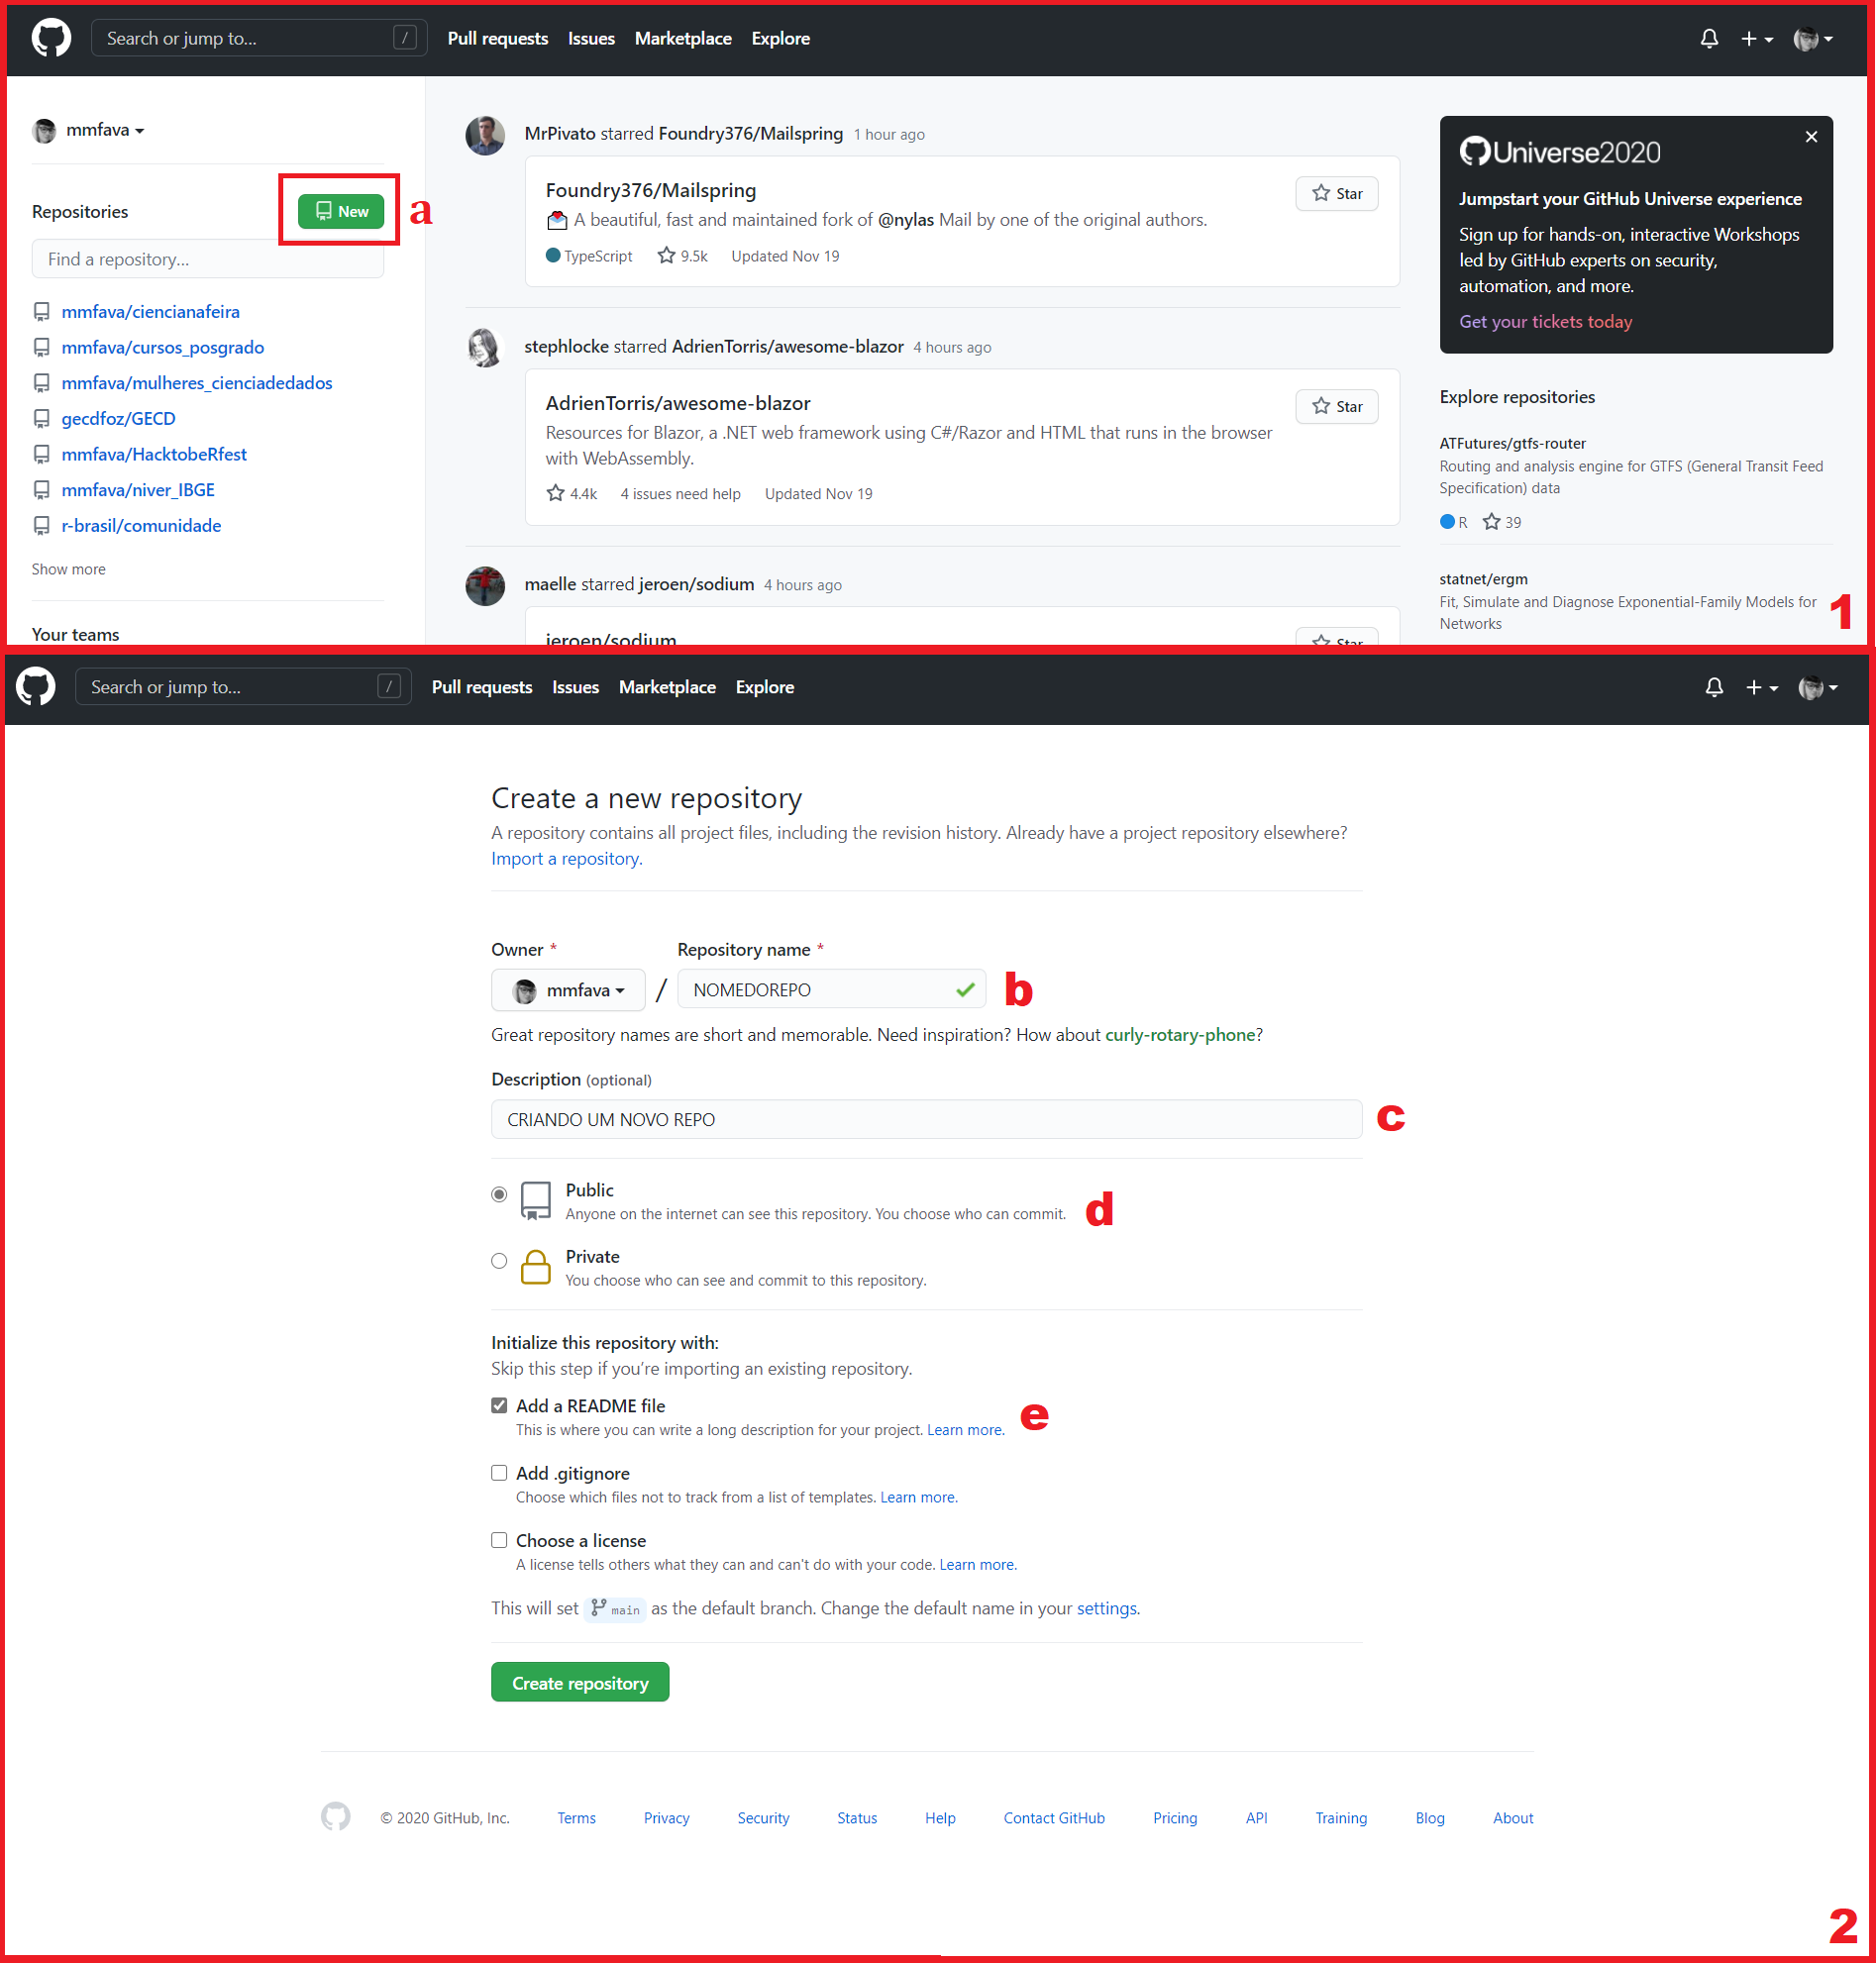 Search or jump to... /
Pull requests Issues Marketplace Explore
mmfava
Repositories
New
a
Find a repository...
mmfava/ciencianafeira
mmfava/cursos_posgrado
mmfava/mulheres_cienciadedados
gecdfoz/GECD
mmfava/HacktobeRfest
mmfava/niver_IBGE
r-brasil/comunidade
Show more
Your teams
MrPivato starred Foundry376/Mailspring 1 hour ago
Foundry376/Mailspring
Star
A beautiful, fast and maintained fork of @nylas Mail by one of the original authors.
TypeScript 9.5k Updated Nov 19
stephlocke starred AdrienTorris/awesome-blazor 4 hours ago
AdrienTorris/awesome-blazor
Star
Resources for Blazor, a .NET web framework using C#/Razor and HTML that runs in the browser
with WebAssembly.
4.4k 4 issues need help Updated Nov 19
maelle starred jeroen/sodium 4 hours ago
jeroen/sodium
Star
Universe2020
Jumpstart your GitHub Universe experience
Sign up for hands-on, interactive Workshops
led by GitHub experts on security,
automation, and more.
Get your tickets today
Explore repositories
ATFutures/gtfs-router
Routing and analysis engine for GTFS (General Transit Feed
Specification) data
R 39
statnet/ergm
Fit, Simulate and Diagnose Exponential-Family Models for
Networks
1
Search or jump to... /
Pull requests Issues Marketplace Explore
Create a new repository
A repository contains all project files, including the revision history. Already have a project repository elsewhere?
Import a repository.
Owner * Repository name *
mmfava / NOMEDOREPO b
Great repository names are short and memorable. Need inspiration? How about curly-rotary-phone?
Description (optional)
CRIANDO UM NOVO REPO c
Public
Anyone on the internet can see this repository. You choose who can commit. d
Private
You choose who can see and commit to this repository.
Initialize this repository with:
Skip this step if you're importing an existing repository.
Add a README file
This is where you can write a long description for your project. Learn more. e
Add .gitignore
Choose which files not to track from a list of templates. Learn more.
Choose a license
A license tells others what they can and can't do with your code. Learn more.
This will set main as the default branch. Change the default name in your settings.
Create repository
© 2020 GitHub, Inc. Terms Privacy Security Status Help Contact GitHub Pricing API Training Blog About
2